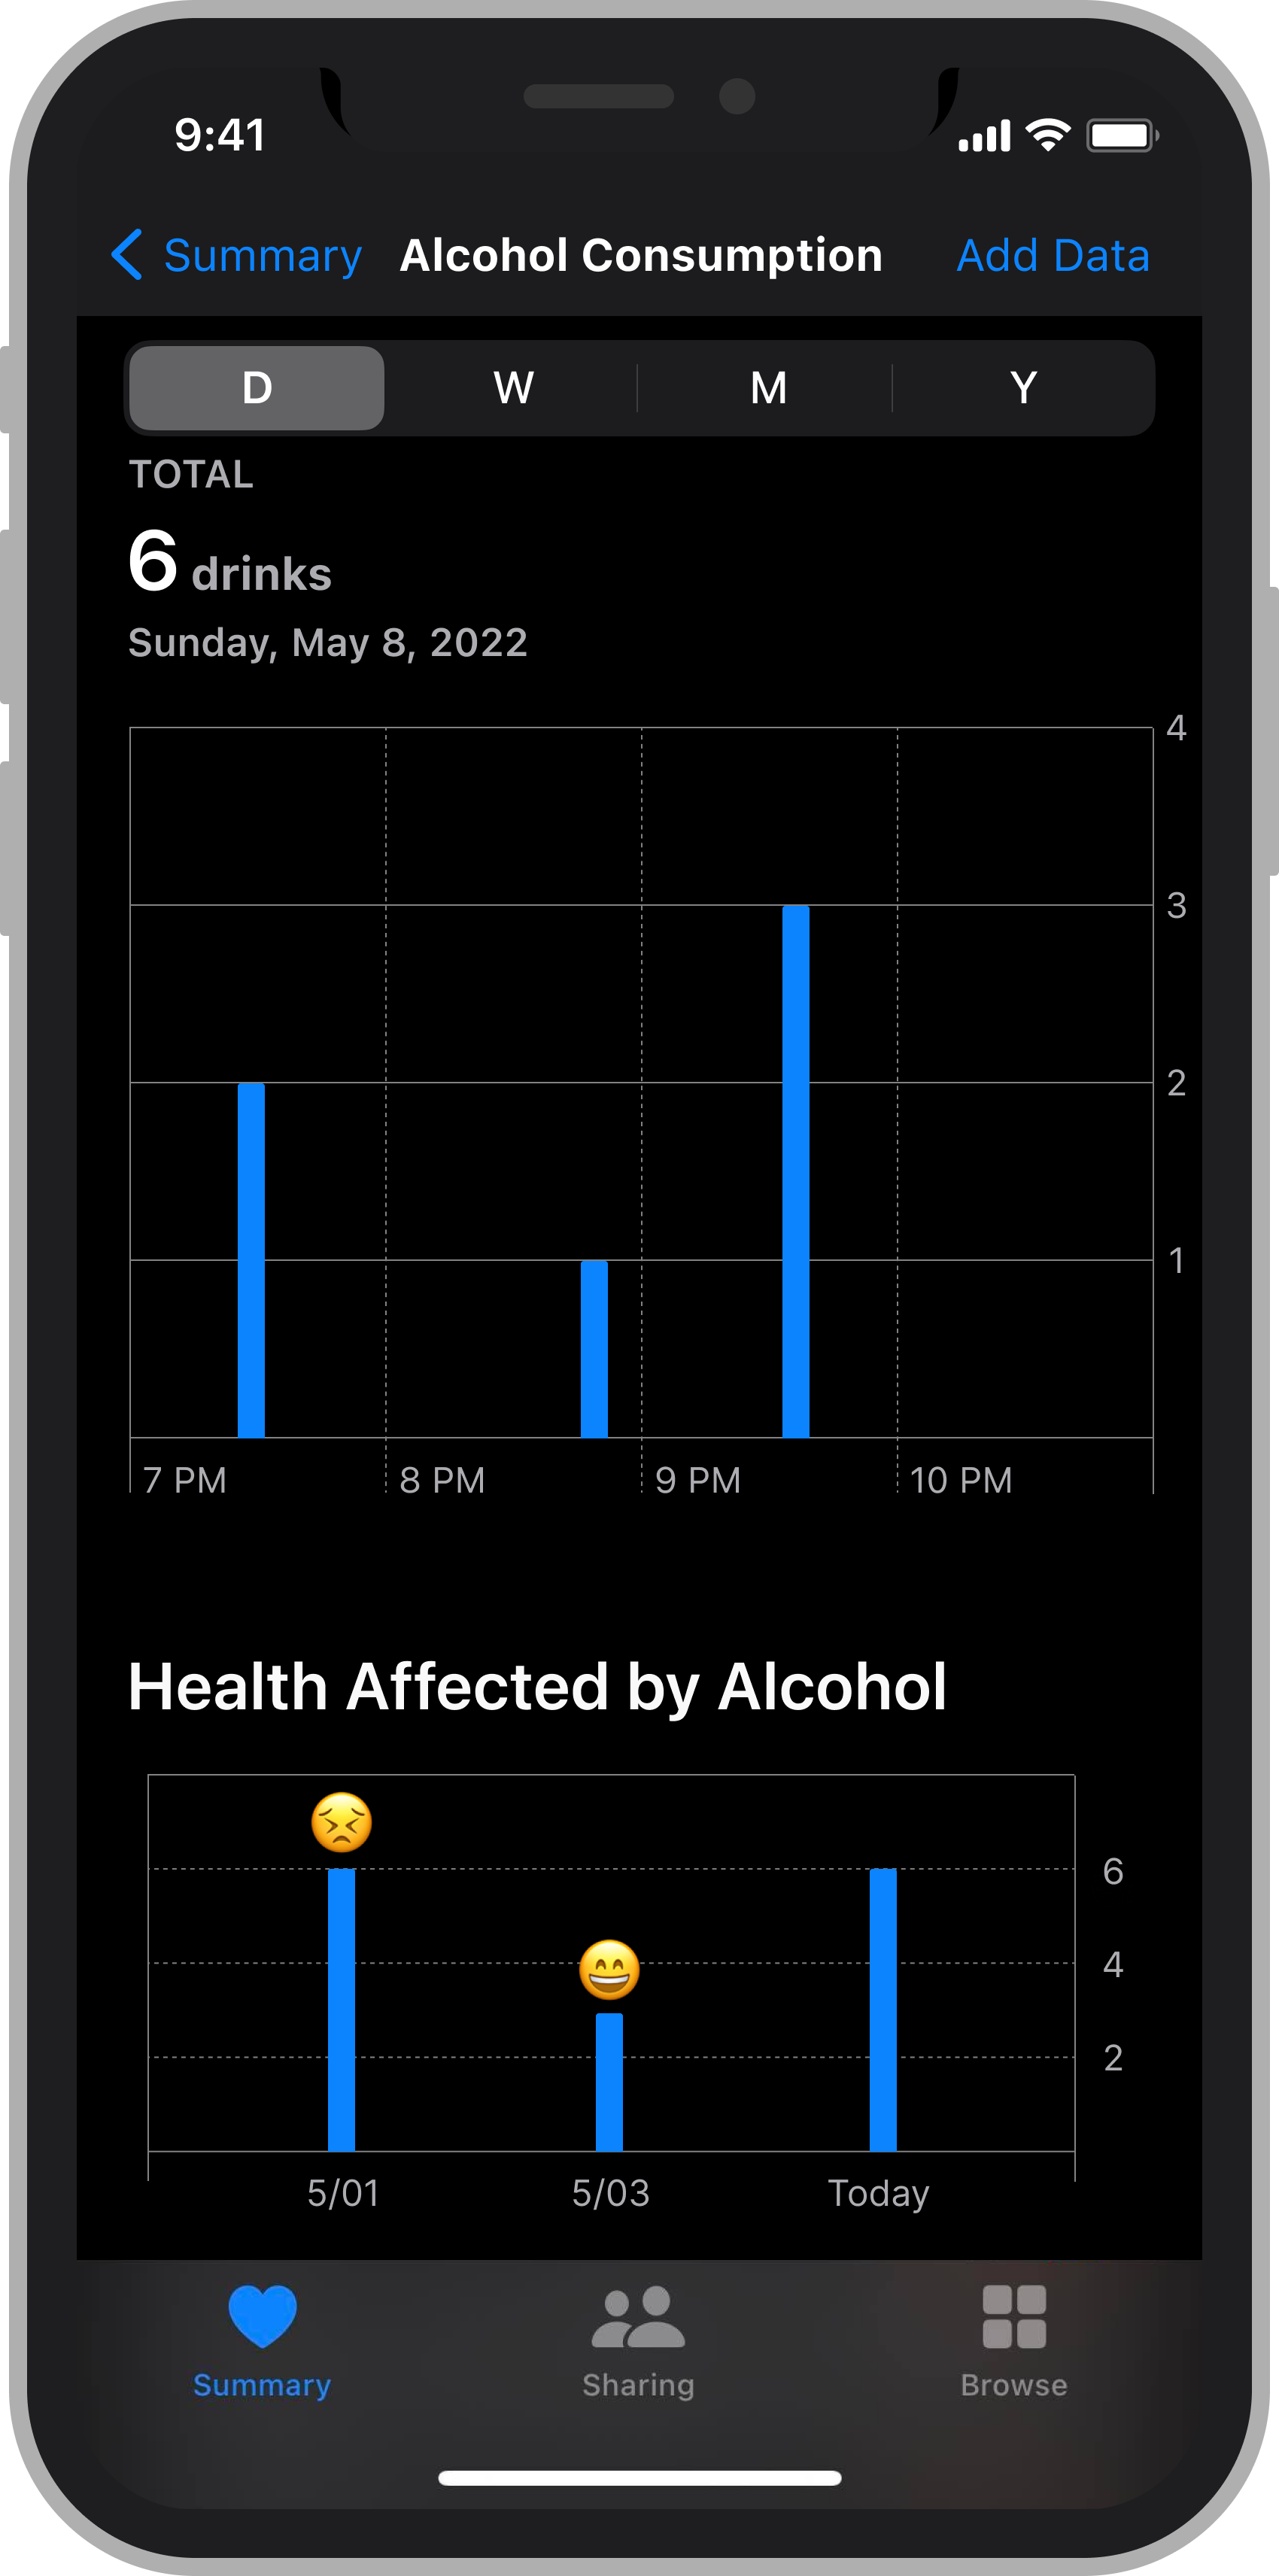 9:41
Summary Alcohol Consumption Add Data
D W M Y
TOTAL
6 drinks
Sunday, May 8, 2022
4
3
2
1
7 PM 8 PM 9 PM 10 PM
Health Affected by Alcohol
6
4
2
5/01 5/03 Today
Summary Sharing Browse